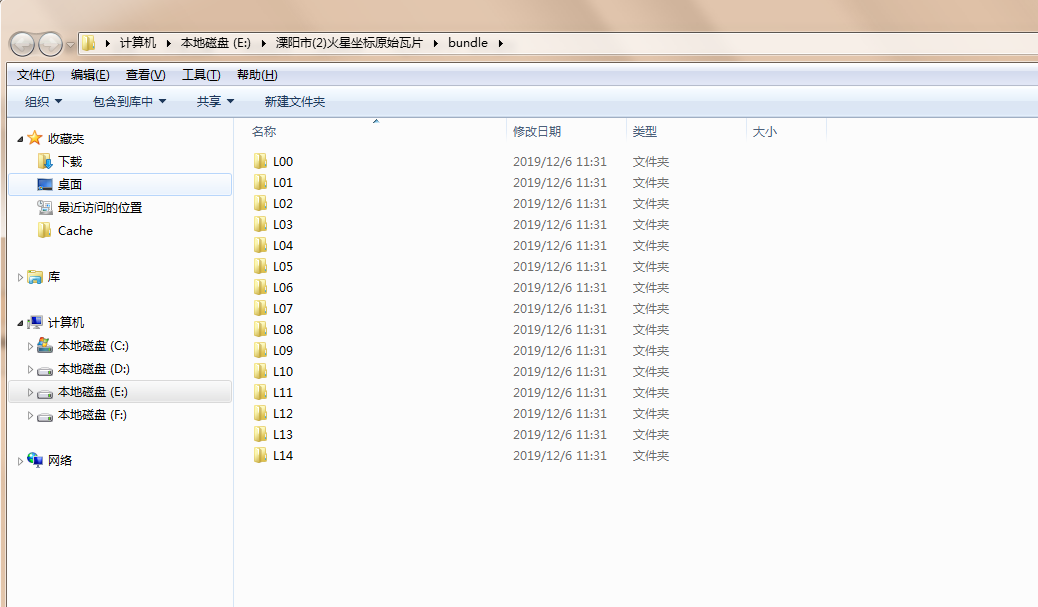 计算机 本地磁盘 (E:) 溧阳市(2)火星坐标原始瓦片 bundle
文件(F) 编辑(E) 查看(V) 工具(T) 帮助(H)
组织 包含到库中 共享 新建文件夹
收藏夹
下载
桌面
最近访问的位置
Cache
库
计算机
本地磁盘 (C:)
本地磁盘 (D:)
本地磁盘 (E:)
本地磁盘 (F:)
网络
名称 修改日期 类型 大小
L00 2019/12/6 11:31 文件夹
L01 2019/12/6 11:31 文件夹
L02 2019/12/6 11:31 文件夹
L03 2019/12/6 11:31 文件夹
L04 2019/12/6 11:31 文件夹
L05 2019/12/6 11:31 文件夹
L06 2019/12/6 11:31 文件夹
L07 2019/12/6 11:31 文件夹
L08 2019/12/6 11:31 文件夹
L09 2019/12/6 11:31 文件夹
L10 2019/12/6 11:31 文件夹
L11 2019/12/6 11:31 文件夹
L12 2019/12/6 11:31 文件夹
L13 2019/12/6 11:31 文件夹
L14 2019/12/6 11:31 文件夹